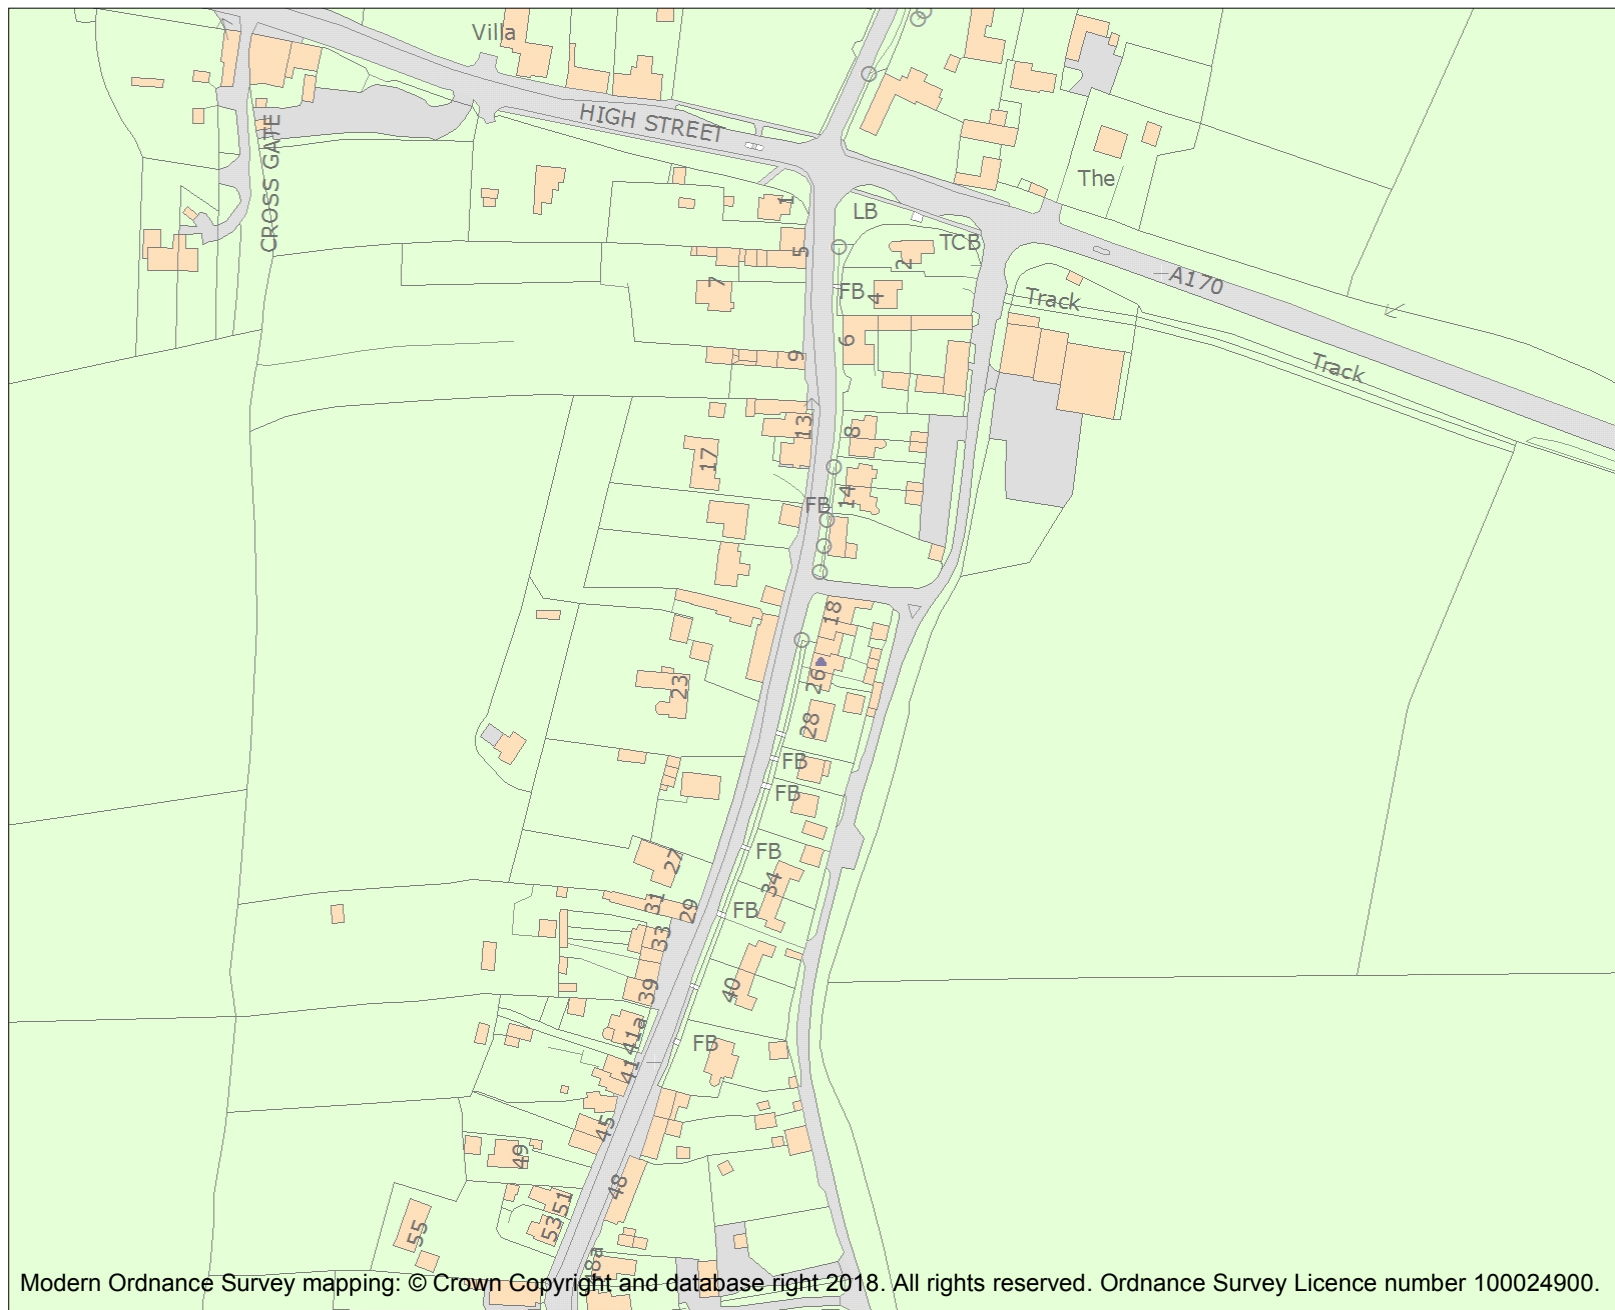 Villa
HIGH STREET
CROSS GATE
The
1
LB
5
TCB
2
7
FB
4
Track
A170
6
9
Track
13
8
17
14
FB
18
26
23
28
FB
FB
27
FB
34
31
29
FB
33
40
39
41a
FB
41
45
49
48
51
53
55
48a
Modern Ordnance Survey mapping: © Crown Copyright and database right 2018. All rights reserved. Ordnance Survey Licence number 100024900.